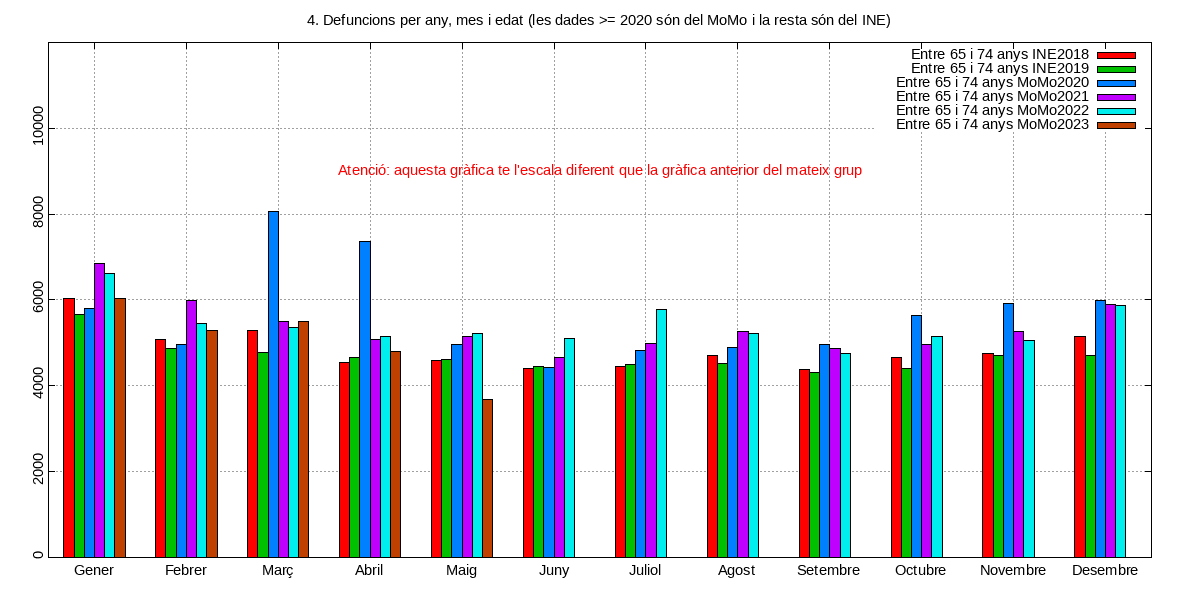 4. Defuncions per any, mes i edat (les dades >= 2020 són del MoMo i la resta són del INE)
Entre 65 i 74 anys INE2018
Entre 65 i 74 anys INE2019
Entre 65 i 74 anys MoMo2020
Entre 65 i 74 anys MoMo2021
Entre 65 i 74 anys MoMo2022
Entre 65 i 74 anys MoMo2023
Atenció: aquesta gràfica te l'escala diferent que la gràfica anterior del mateix grup
10000
8000
6000
4000
2000
0
Gener Febrer Març Abril Maig Juny Juliol Agost Setembre Octubre Novembre Desembre